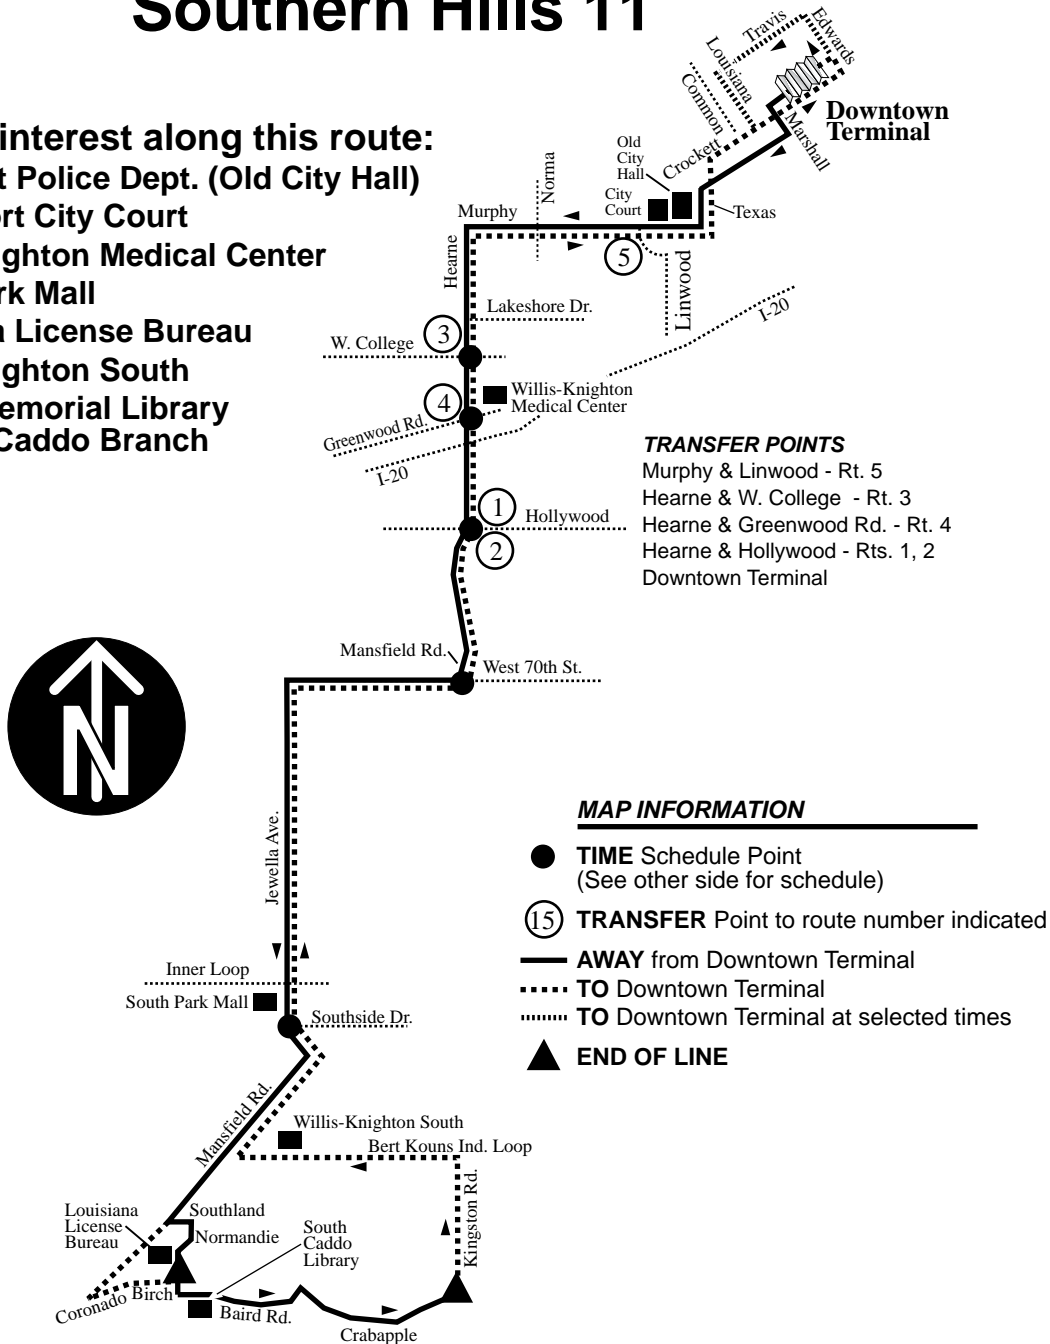 Southern Hills 11
interest along this route:
t Police Dept. (Old City Hall)
ort City Court
ghton Medical Center
rk Mall
a License Bureau
ghton South
emorial Library
Caddo Branch
Travis
Edwards
Louisiana
Common
Downtown
Terminal
Marshall
Crockett
Old
City
Hall
City
Court
Texas
Norma
Murphy
Hearne
5
Linwood
Lakeshore Dr.
I-20
W. College
3
Willis-Knighton
Medical Center
4
Greenwood Rd.
I-20
1
Hollywood
2
TRANSFER POINTS
Murphy & Linwood - Rt. 5
Hearne & W. College - Rt. 3
Hearne & Greenwood Rd. - Rt. 4
Hearne & Hollywood - Rts. 1, 2
Downtown Terminal
Mansfield Rd.
West 70th St.
N
Jewella Ave.
MAP INFORMATION
TIME Schedule Point
(See other side for schedule)
15 TRANSFER Point to route number indicated
AWAY from Downtown Terminal
TO Downtown Terminal
TO Downtown Terminal at selected times
END OF LINE
Inner Loop
South Park Mall
Southside Dr.
Mansfield Rd.
Willis-Knighton South
Bert Kouns Ind. Loop
Kingston Rd.
Louisiana
License
Bureau
Southland
Normandie
South
Caddo
Library
Coronado
Birch
Baird Rd.
Crabapple